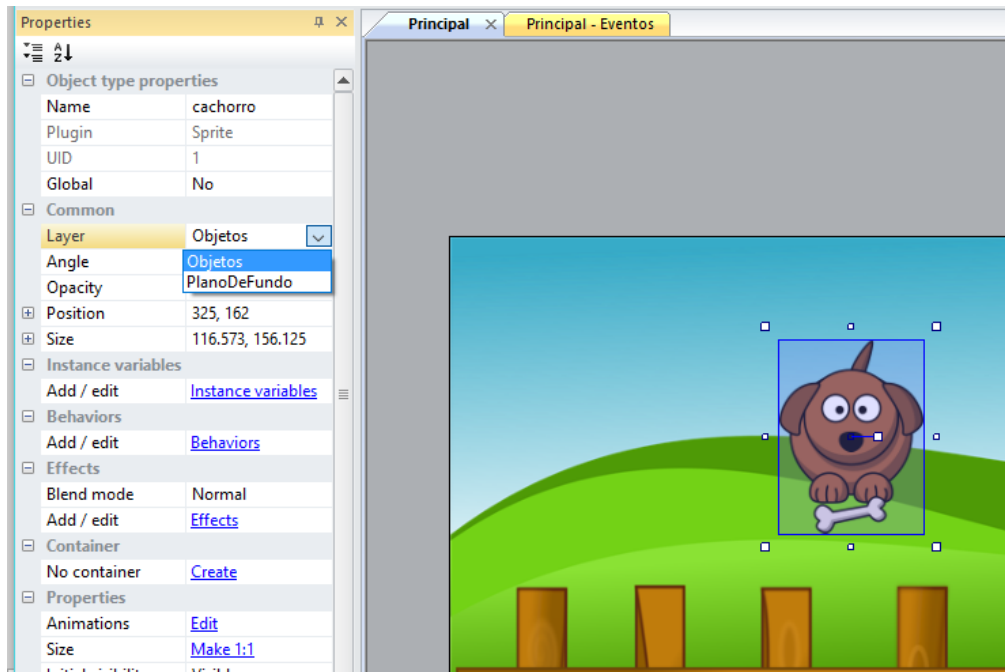 Properties
Principal
Principal - Eventos
Object type properties
Name cachorro
Plugin Sprite
UID 1
Global No
Common
Layer Objetos
Angle Objetos
Opacity PlanoDeFundo
Position 325, 162
Size 116.573, 156.125
Instance variables
Add / edit Instance variables
Behaviors
Add / edit Behaviors
Effects
Blend mode Normal
Add / edit Effects
Container
No container Create
Properties
Animations Edit
Size Make 1:1